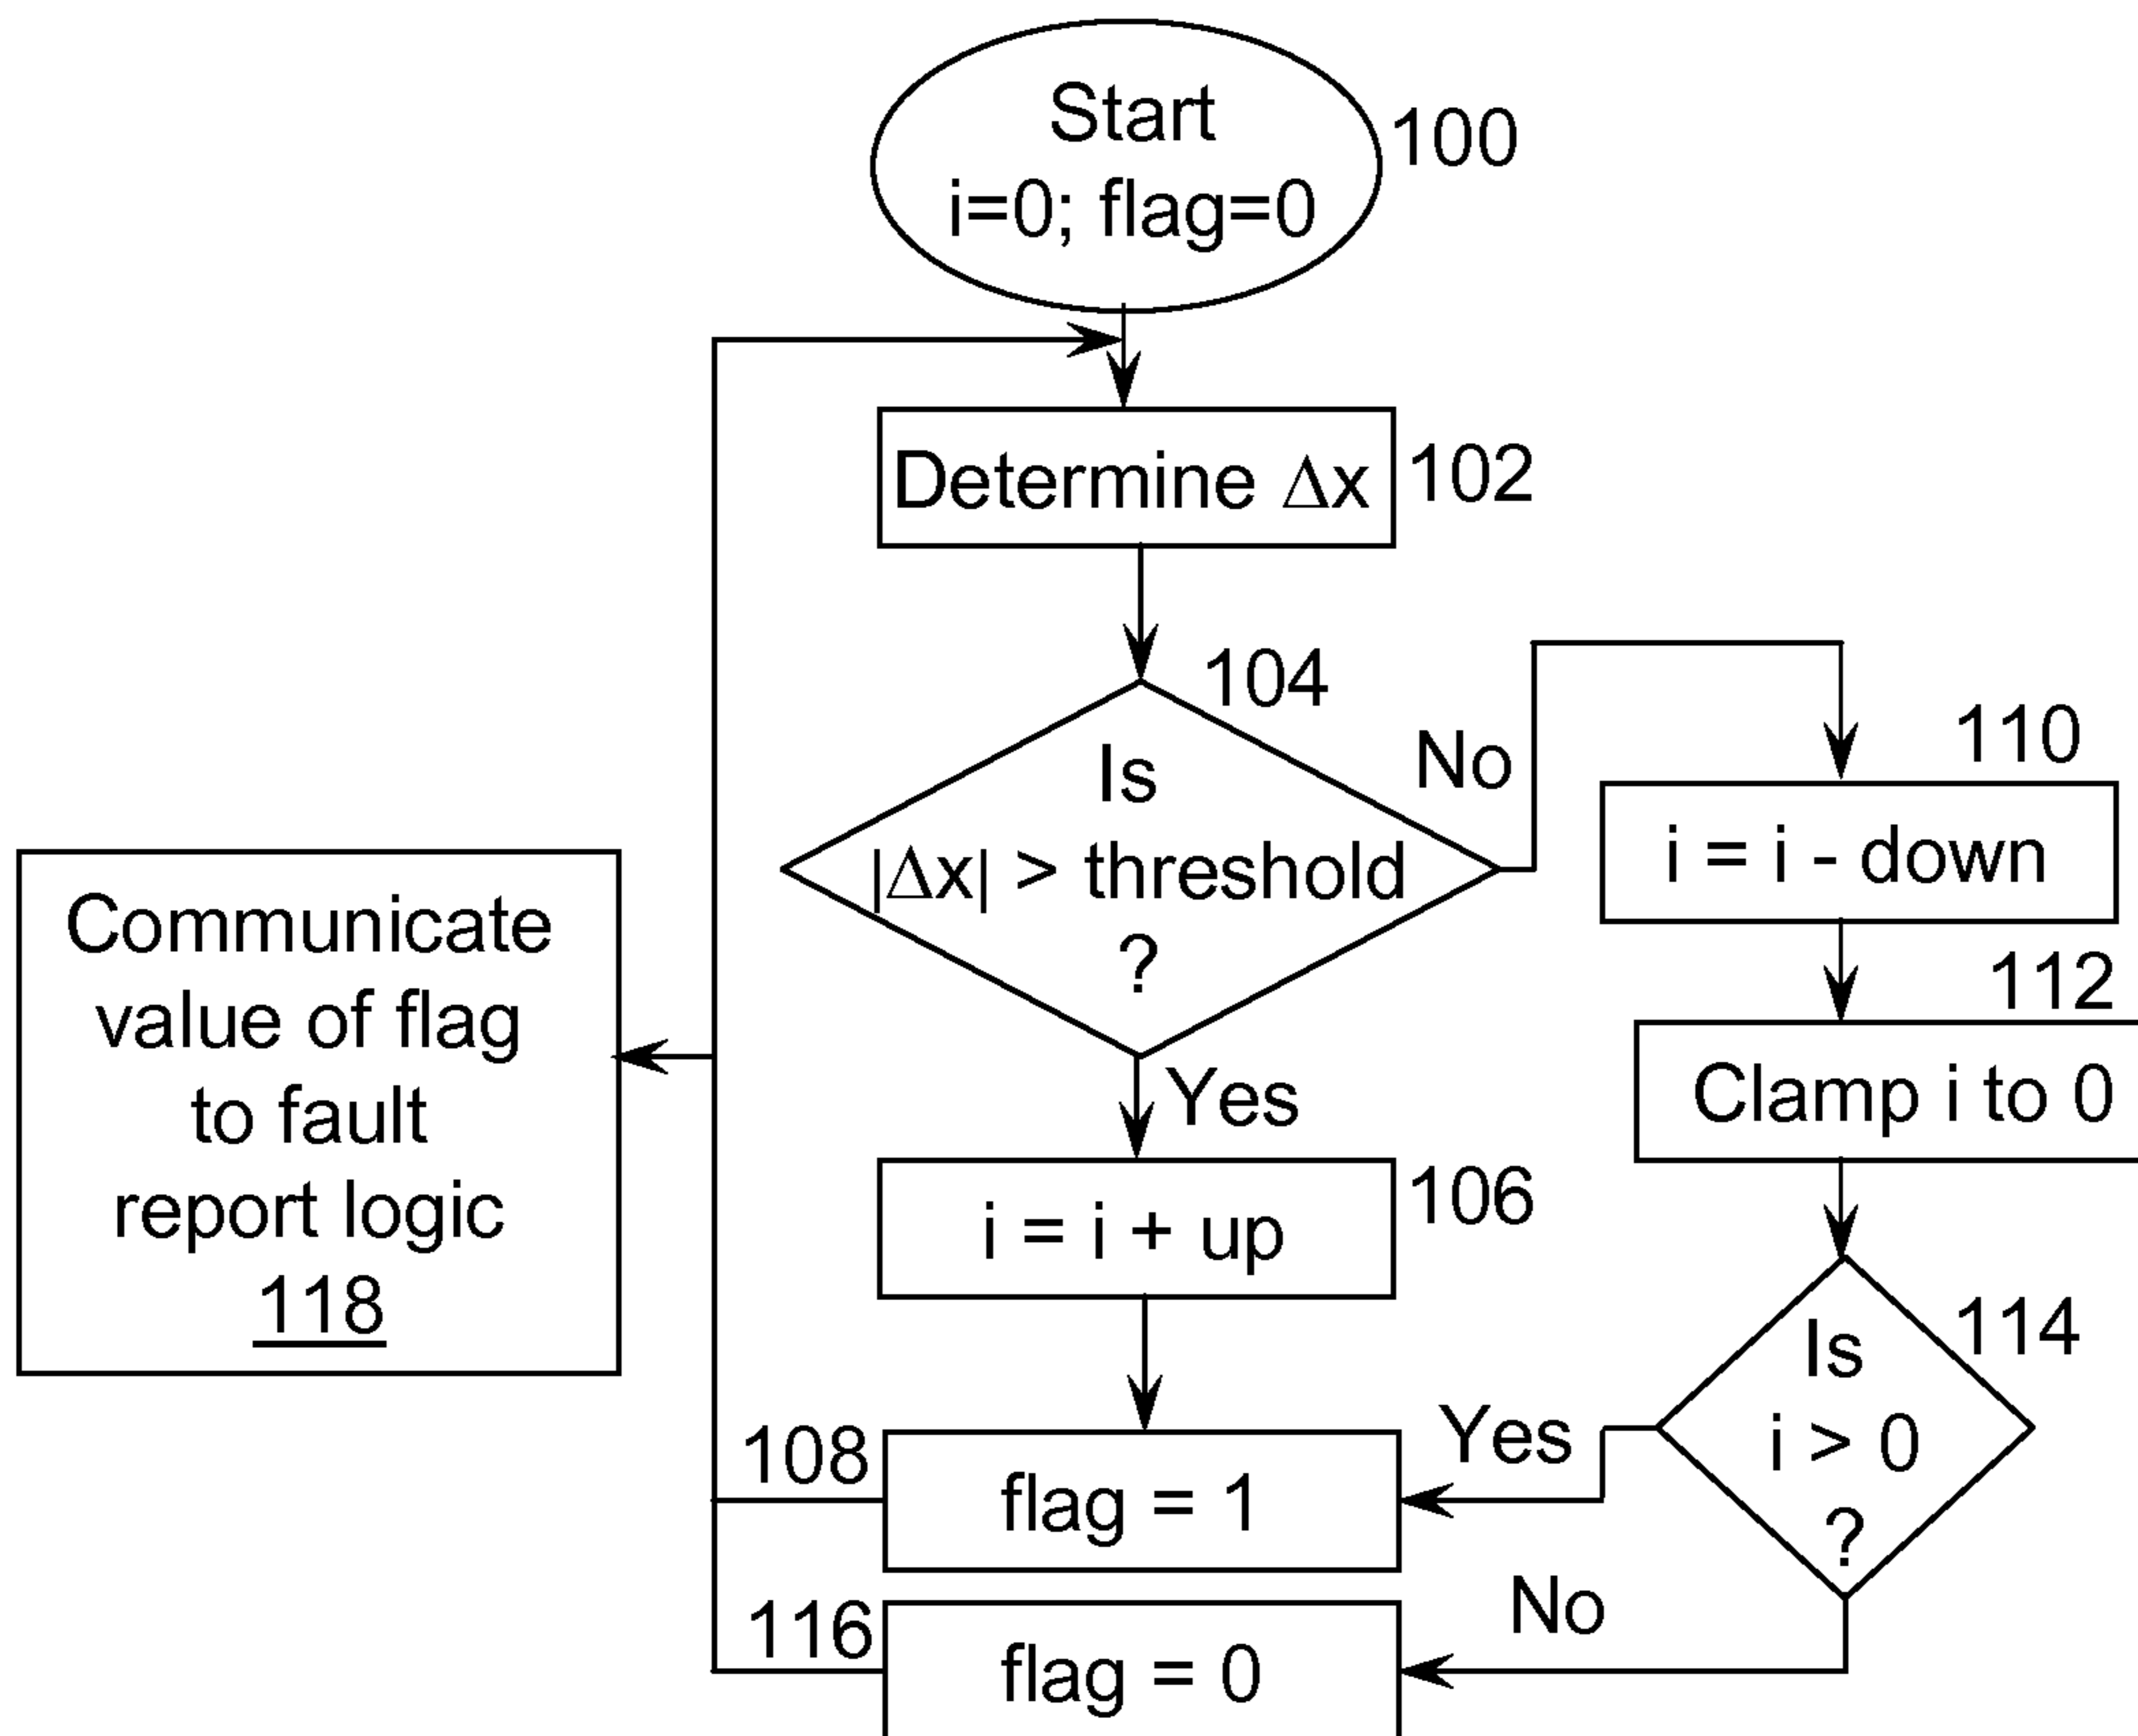 Start
i=0; flag=0
100
Determine Δx
102
104
Is
|Δx| > threshold
?
No
Yes
110
i = i - down
112
Clamp i to 0
106
i = i + up
114
Is
i > 0
?
Yes
No
108
flag = 1
116
flag = 0
Communicate
value of flag
to fault
report logic
118